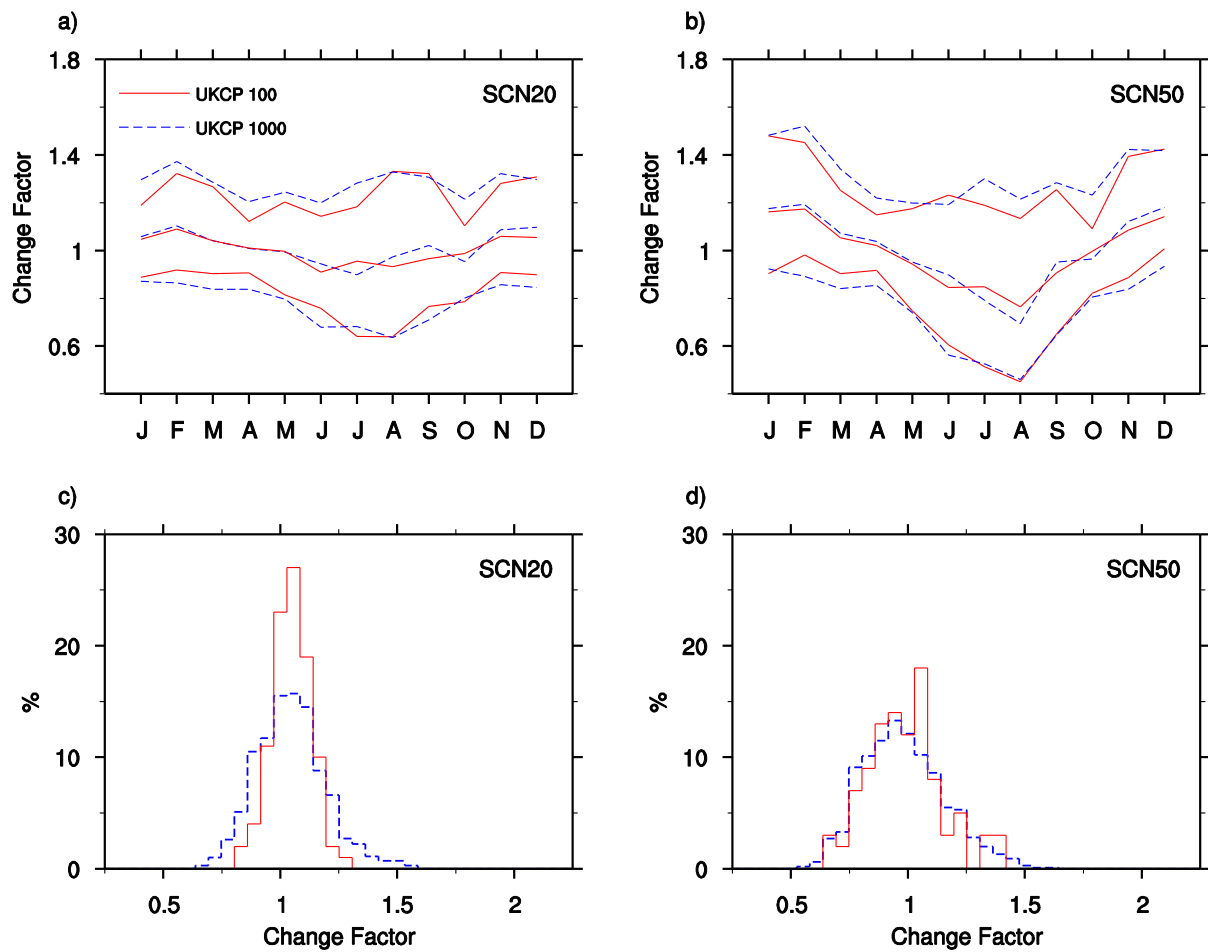 a)
b)
1.8
1.4
1
0.6
Change Factor
UKCP 100
UKCP 1000
SCN20
J F M A M J J A S O N D
1.8
1.4
1
0.6
Change Factor
SCN50
J F M A M J J A S O N D
c)
d)
30
20
10
0
%
SCN20
0.5 1 1.5 2
Change Factor
30
20
10
0
%
SCN50
0.5 1 1.5 2
Change Factor